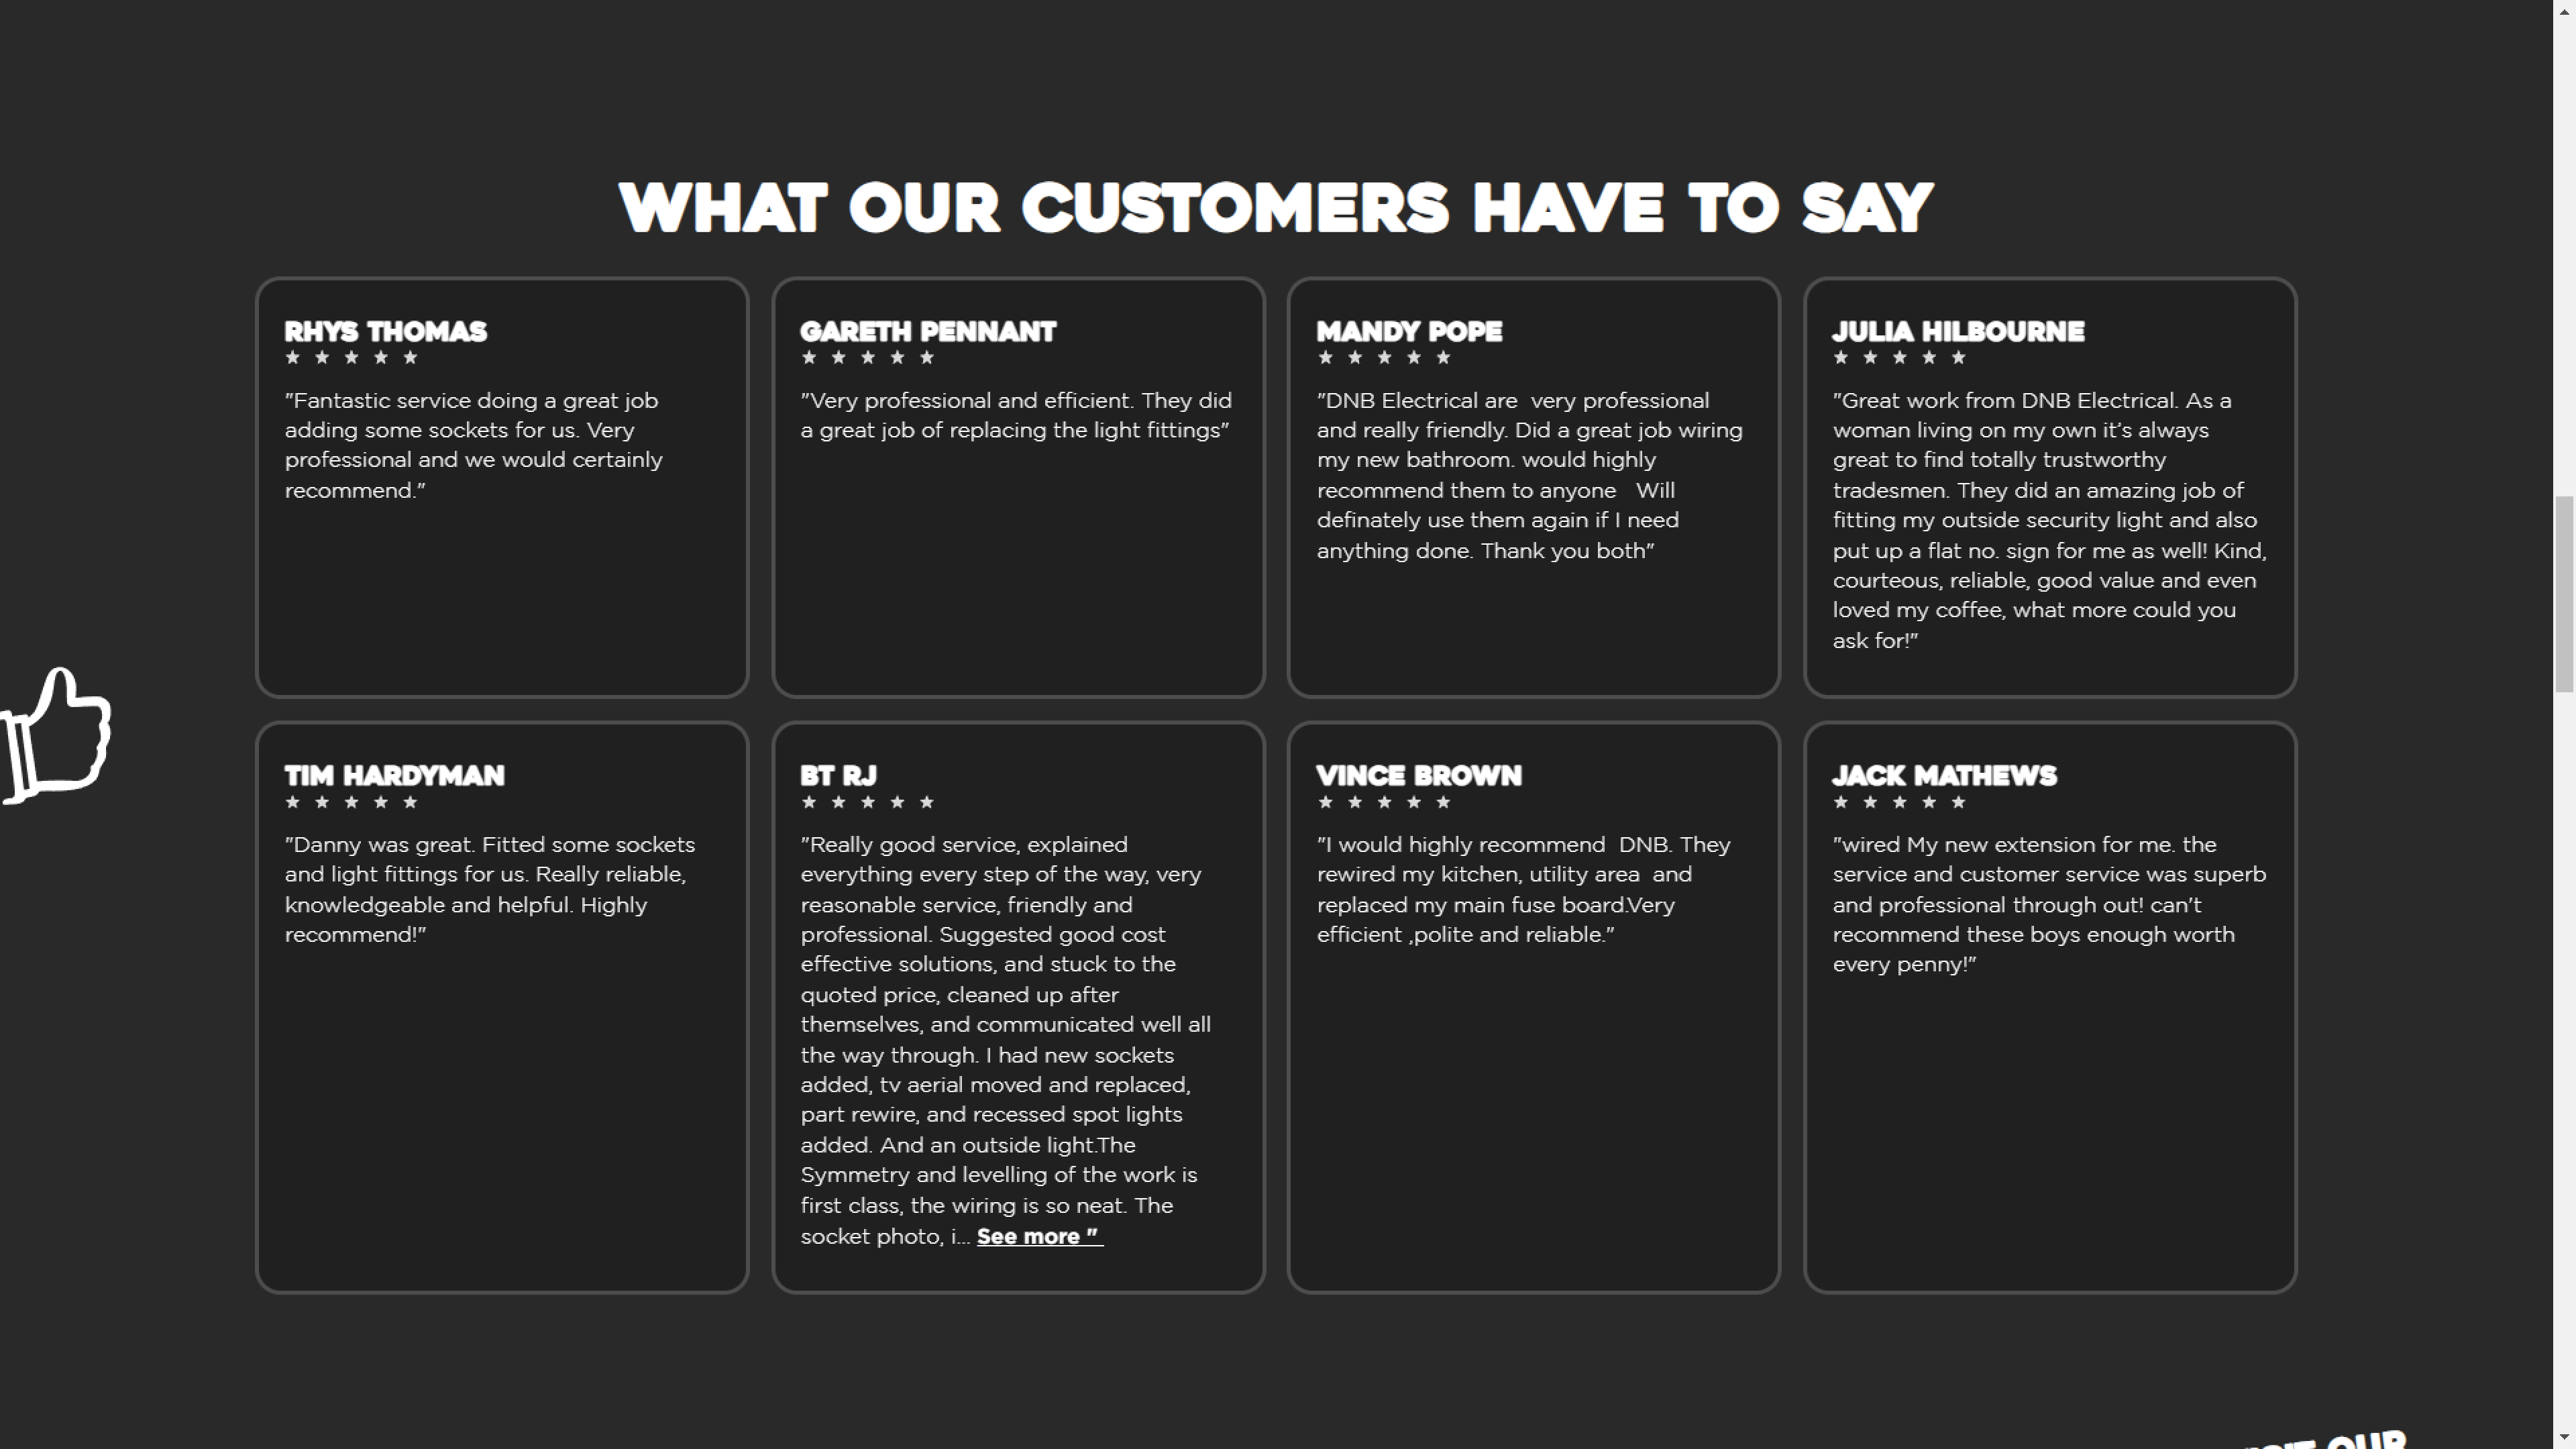 WHAT OUR CUSTOMERS HAVE TO SAY
RHYS THOMAS
"Fantastic service doing a great job
adding some sockets for us. Very
professional and we would certainly
recommend."
GARETH PENNANT
"Very professional and efficient. They did
a great job of replacing the light fittings"
MANDY POPE
"DNB Electrical are  very professional
and really friendly. Did a great job wiring
my new bathroom. would highly
recommend them to anyone   Will
definately use them again if I need
anything done. Thank you both"
JULIA HILBOURNE
"Great work from DNB Electrical. As a
woman living on my own it’s always
great to find totally trustworthy
tradesmen. They did an amazing job of
fitting my outside security light and also
put up a flat no. sign for me as well! Kind,
courteous, reliable, good value and even
loved my coffee, what more could you
ask for!"
TIM HARDYMAN
"Danny was great. Fitted some sockets
and light fittings for us. Really reliable,
knowledgeable and helpful. Highly
recommend!"
BT RJ
"Really good service, explained
everything every step of the way, very
reasonable service, friendly and
professional. Suggested good cost
effective solutions, and stuck to the
quoted price, cleaned up after
themselves, and communicated well all
the way through. I had new sockets
added, tv aerial moved and replaced,
part rewire, and recessed spot lights
added. And an outside light.The
Symmetry and levelling of the work is
first class, the wiring is so neat. The
socket photo, i... See more "
VINCE BROWN
"I would highly recommend  DNB. They
rewired my kitchen, utility area  and
replaced my main fuse board.Very
efficient ,polite and reliable."
JACK MATHEWS
"wired My new extension for me. the
service and customer service was superb
and professional through out! can't
recommend these boys enough worth
every penny!"
OUR